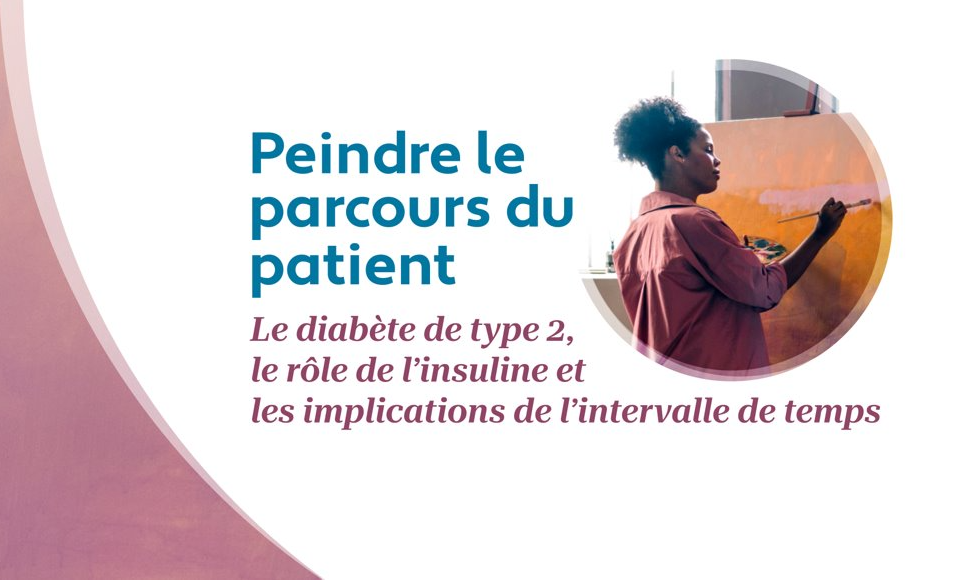 Peindre le
parcours du
patient
Le diabète de type 2,
le rôle de l’insuline et
les implications de l’intervalle de temps